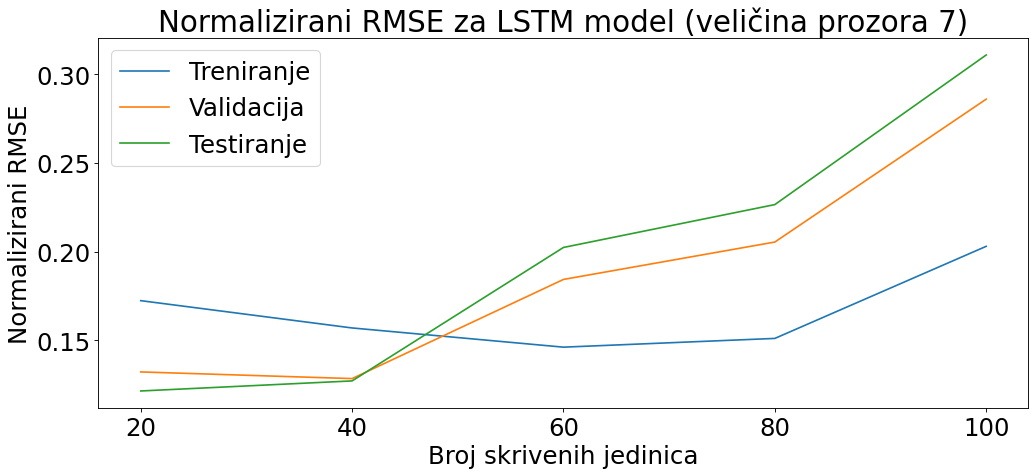 Normalizirani RMSE za LSTM model (veličina prozora 7)
Treniranje
Validacija
Testiranje
Normalizirani RMSE
0.30
0.25
0.20
0.15
20 40 60 80 100
Broj skrivenih jedinica